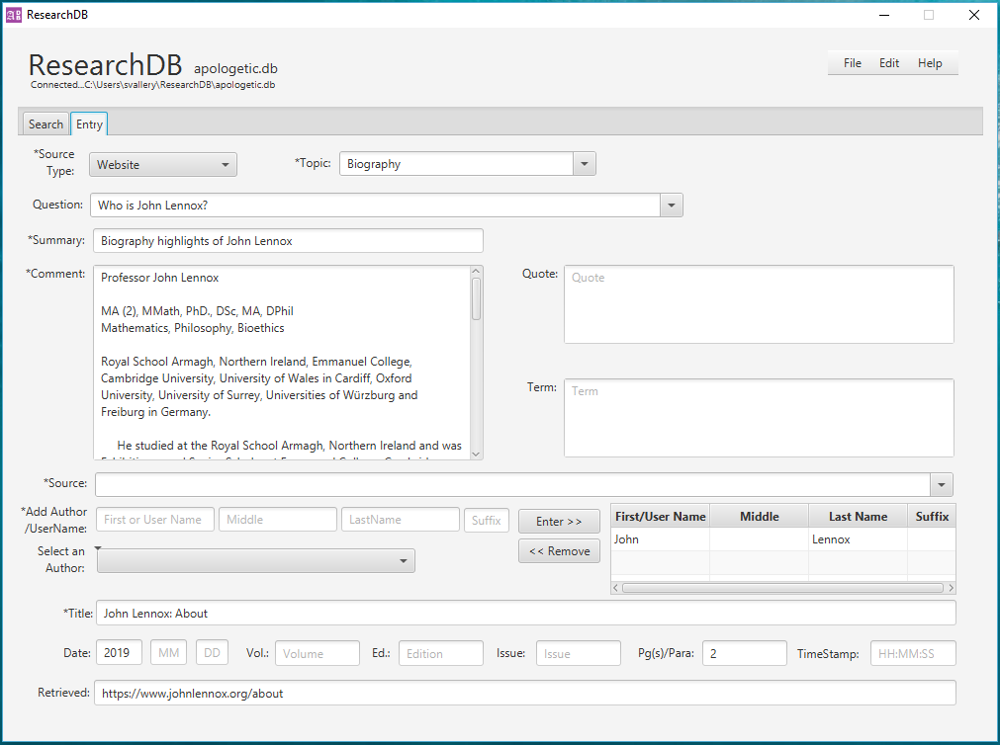 ResearchDB
ResearchDB apologetic.db
Connected...C:\Users\svallery\ResearchDB\apologetic.db
File Edit Help
Search Entry
*Source Type: Website *Topic: Biography
Question: Who is John Lennox?
*Summary: Biography highlights of John Lennox
*Comment: Professor John Lennox
MA (2), MMath, PhD., DSc, MA, DPhil
Mathematics, Philosophy, Bioethics
Royal School Armagh, Northern Ireland, Emmanuel College,
Cambridge University, University of Wales in Cardiff, Oxford
University, University of Surrey, Universities of Würzburg and
Freiburg in Germany.
He studied at the Royal School Armagh, Northern Ireland and was
Quote: Quote
Term: Term
*Source:
*Add Author /UserName: First or User Name Middle LastName Suffix Enter >>
Select an Author: << Remove
First/User Name Middle Last Name Suffix
John Lennox
*Title: John Lennox: About
Date: 2019 MM DD Vol.: Volume Ed.: Edition Issue: Issue Pg(s)/Para: 2 TimeStamp: HH:MM:SS
Retrieved: https://www.johnlennox.org/about